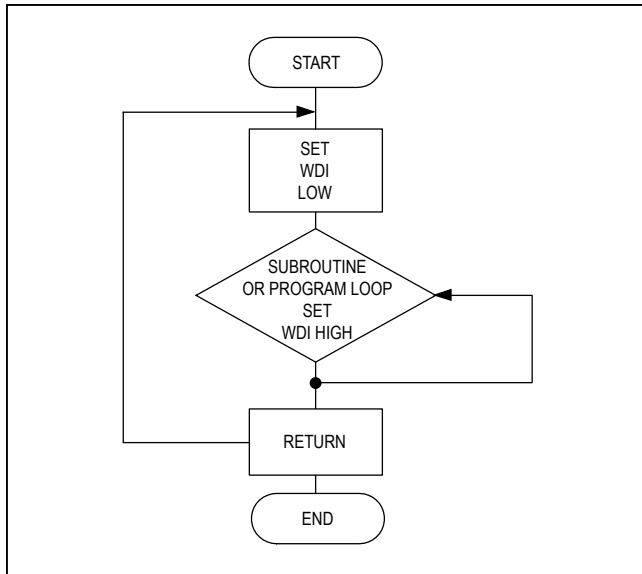 START
SET
WDI
LOW
SUBROUTINE
OR PROGRAM LOOP
SET
WDI HIGH
RETURN
END